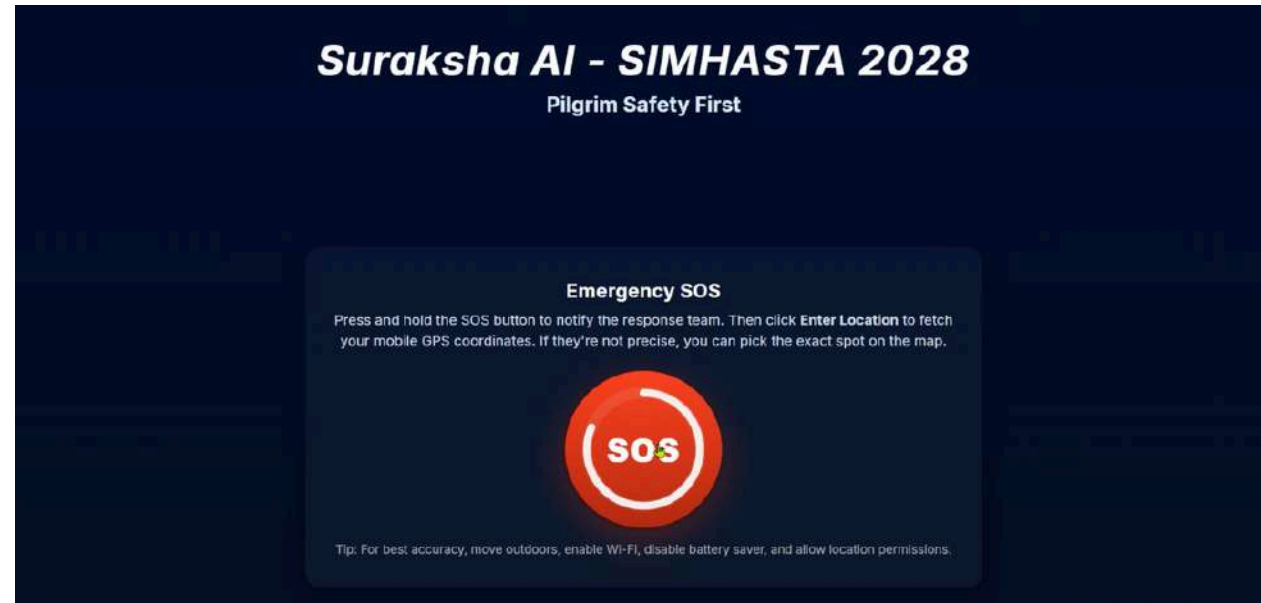 Suraksha AI - SIMHASTA 2028
Pilgrim Safety First
Emergency SOS
Press and hold the SOS button to notify the response team. Then click Enter Location to fetch
your mobile GPS coordinates. If they're not precise, you can pick the exact spot on the map.
SOS
Tip: For best accuracy, move outdoors, enable Wi-Fi, disable battery saver, and allow location permissions.